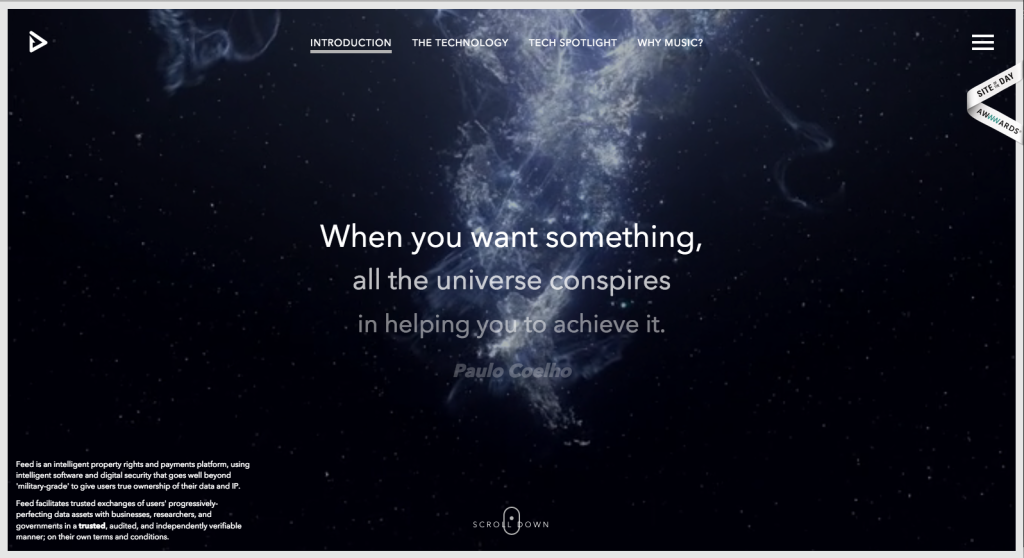 INTRODUCTION THE TECHNOLOGY TECH SPOTLIGHT WHY MUSIC?
SITE OF THE DAY
AWWWARDS
When you want something,
all the universe conspires
in helping you to achieve it.
Paulo Coelho
Feed is an intelligent property rights and payments platform, using
intelligent software and digital security that goes well beyond
'military-grade' to give users true ownership of their data and IP.
Feed facilitates trusted exchanges of users' progressively-
perfecting data assets with businesses, researchers, and
governments in a trusted, audited, and independently verifiable
manner; on their own terms and conditions.
SCROLL DOWN